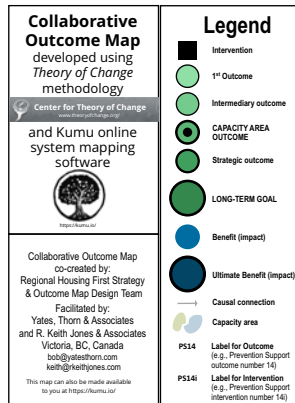 Collaborative
Outcome Map
developed using
Theory of Change
methodology
Center for Theory of Change
www.theoryofchange.org/
and Kumu online
system mapping
software
https://kumu.io/
Collaborative Outcome Map
co-created by:
Regional Housing First Strategy
& Outcome Map Design Team
Facilitated by:
Yates, Thorn & Associates
and R. Keith Jones & Associates
Victoria, BC, Canada
bob@yatesthorn.com
keith@rkeithjones.com
This map can also be made available
to you at https://kumu.io/
Legend
Intervention
1st Outcome
Intermediary outcome
CAPACITY AREA
OUTCOME
Strategic outcome
LONG-TERM GOAL
Benefit (impact)
Ultimate Benefit (impact)
Causal connection
Capacity area
PS14 Label for Outcome
(e.g., Prevention Support
outcome number 14)
PS14i Label for Intervention
(e.g., Prevention Support
intervention number 14i)